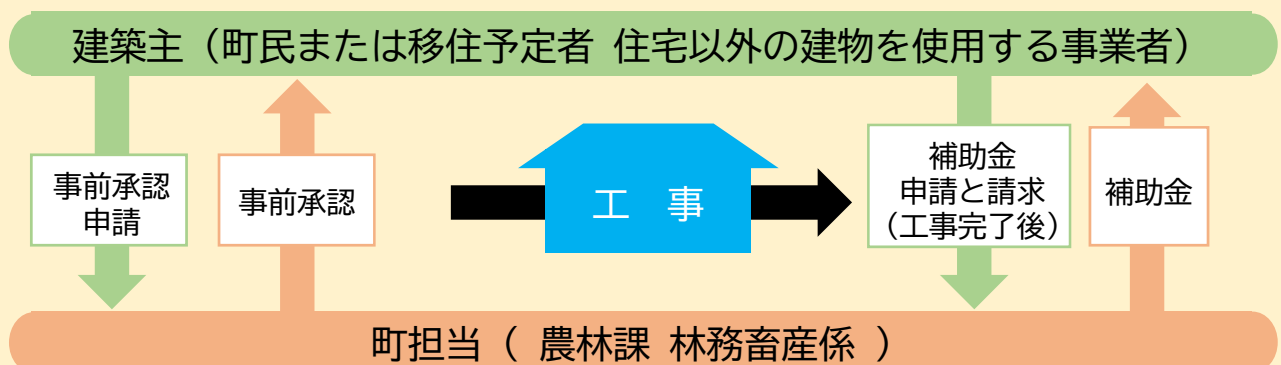 建築主（町民または移住予定者 住宅以外の建物を使用する事業者）
事前承認
申請
事前承認
工　事
補助金
申請と請求
（工事完了後）
補助金
町担当（ 農林課 林務畜産係 ）